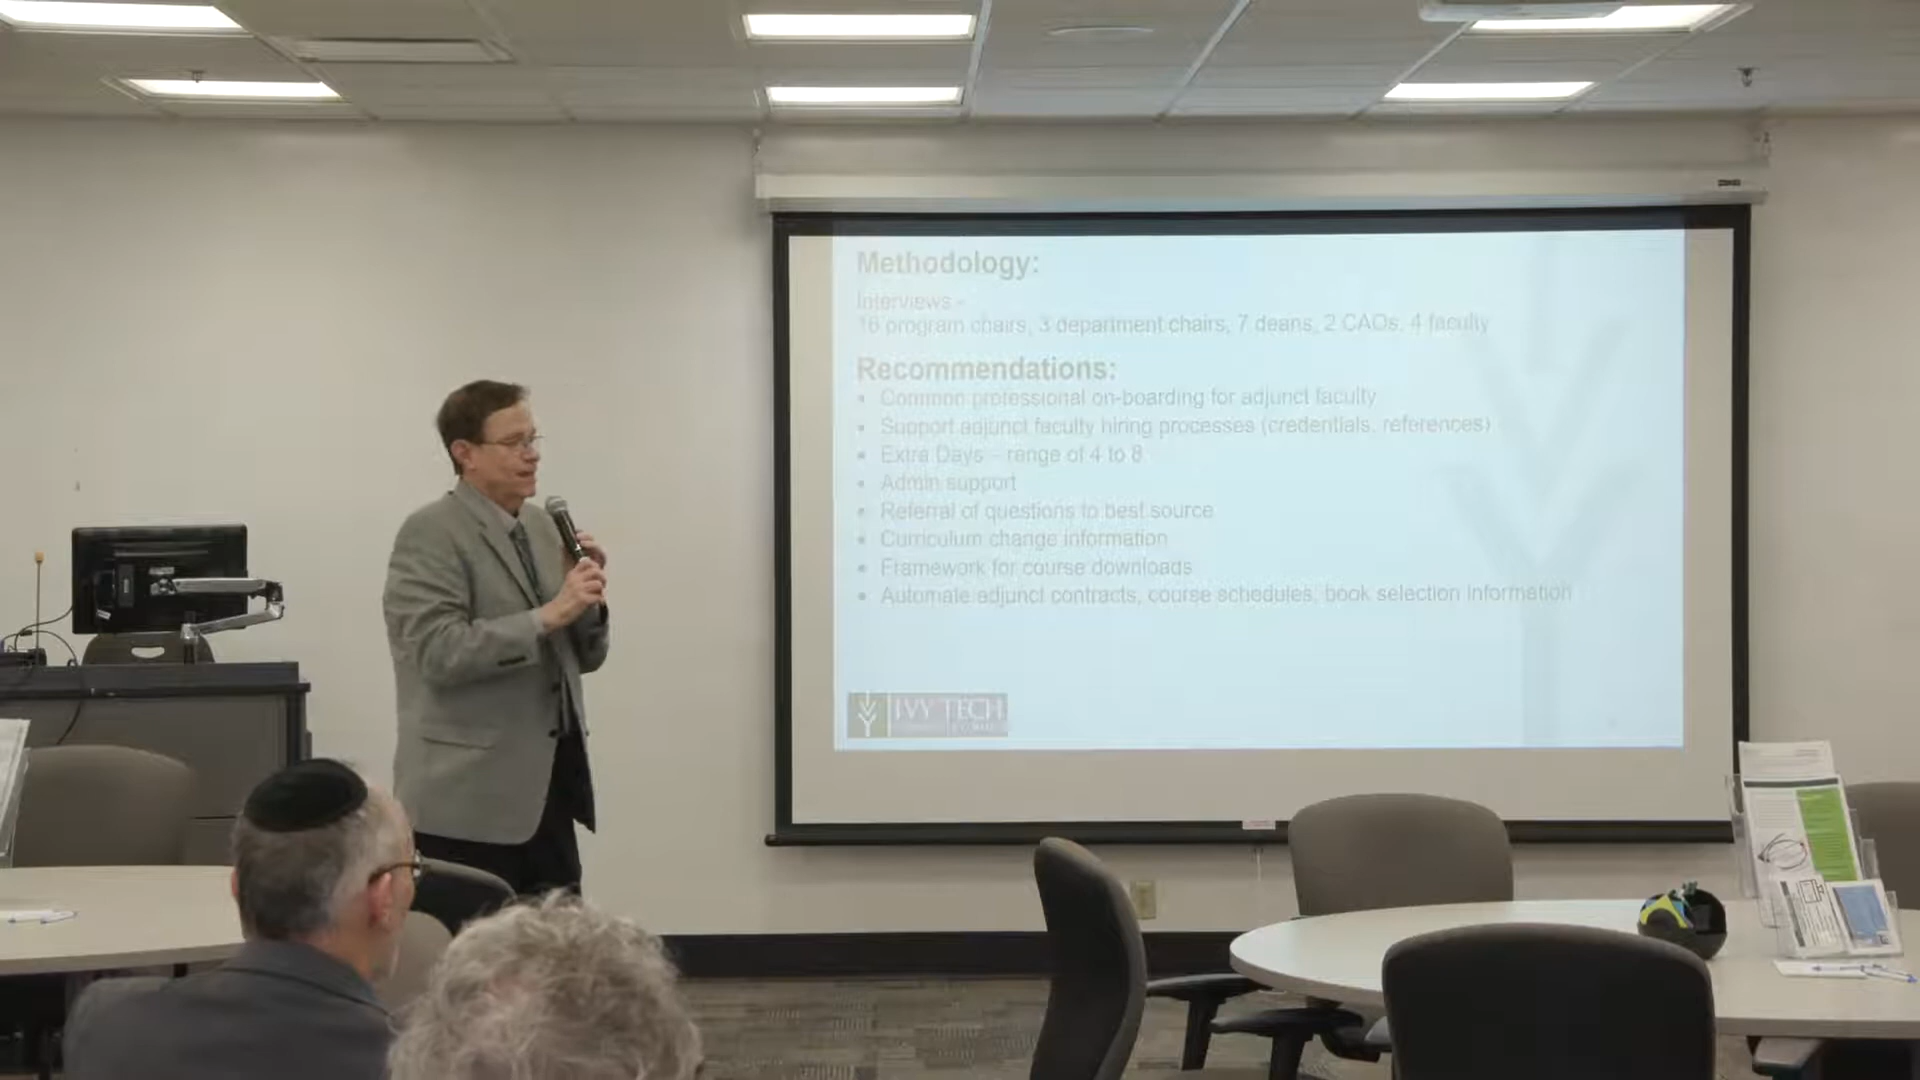 Methodology:
Interviews -
16 program chairs, 3 department chairs, 7 deans, 2 CAOs, 4 faculty
Recommendations:
• Common professional on-boarding for adjunct faculty
• Support adjunct faculty hiring processes (credentials, references)
• Extra Days – range of 4 to 8
• Admin support
• Referral of questions to best source
• Curriculum change information
• Framework for course downloads
• Automate adjunct contracts, course schedules, book selection information
IVY TECH